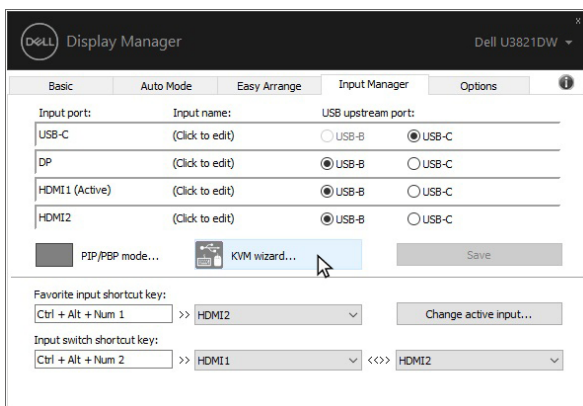 x
DELL Display Manager Dell U3821DW
Basic Auto Mode Easy Arrange Input Manager Options i
Input port: Input name: USB upstream port:
USB-C (Click to edit) USB-B USB-C
DP (Click to edit) USB-B USB-C
HDMI1 (Active) (Click to edit) USB-B USB-C
HDMI2 (Click to edit) USB-B USB-C
PIP/PBP mode... KVM wizard... Save
Favorite input shortcut key:
Ctrl + Alt + Num 1 >> HDMI2 Change active input...
Input switch shortcut key:
Ctrl + Alt + Num 2 >> HDMI1 <<>> HDMI2